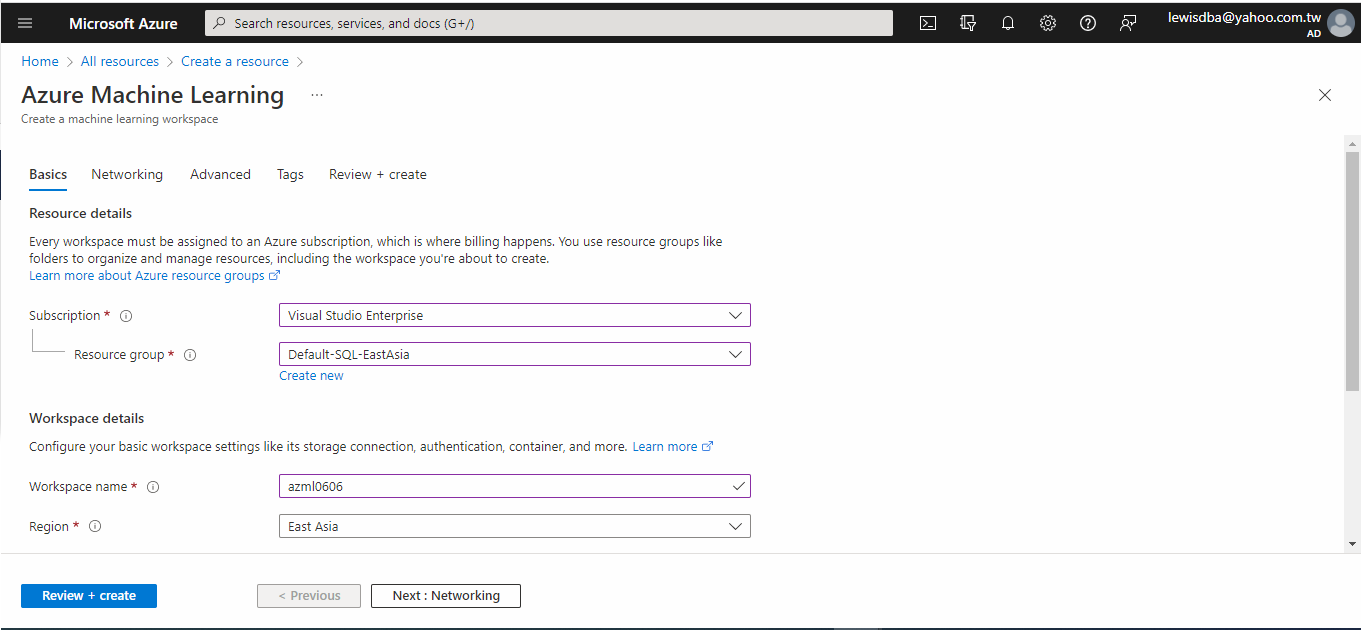 Microsoft Azure
Search resources, services, and docs (G+/)
lewisdba@yahoo.com.tw
AD
Home > All resources > Create a resource >
Azure Machine Learning ...
Create a machine learning workspace
Basics Networking Advanced Tags Review + create
Resource details
Every workspace must be assigned to an Azure subscription, which is where billing happens. You use resource groups like
folders to organize and manage resources, including the workspace you're about to create.
Learn more about Azure resource groups
Subscription * Visual Studio Enterprise
Resource group * Default-SQL-EastAsia
Create new
Workspace details
Configure your basic workspace settings like its storage connection, authentication, container, and more. Learn more
Workspace name * azml0606
Region * East Asia
Review + create < Previous Next : Networking